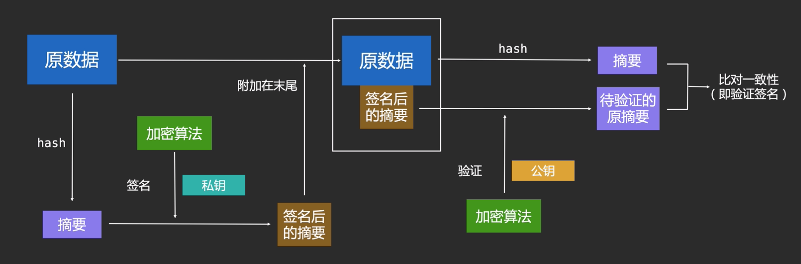 原数据
hash
摘要
加密算法
签名
私钥
签名后
的摘要
附加在末尾
原数据
签名后
的摘要
hash
摘要
待验证的
原摘要
验证
公钥
加密算法
比对一致性
（即验证签名）